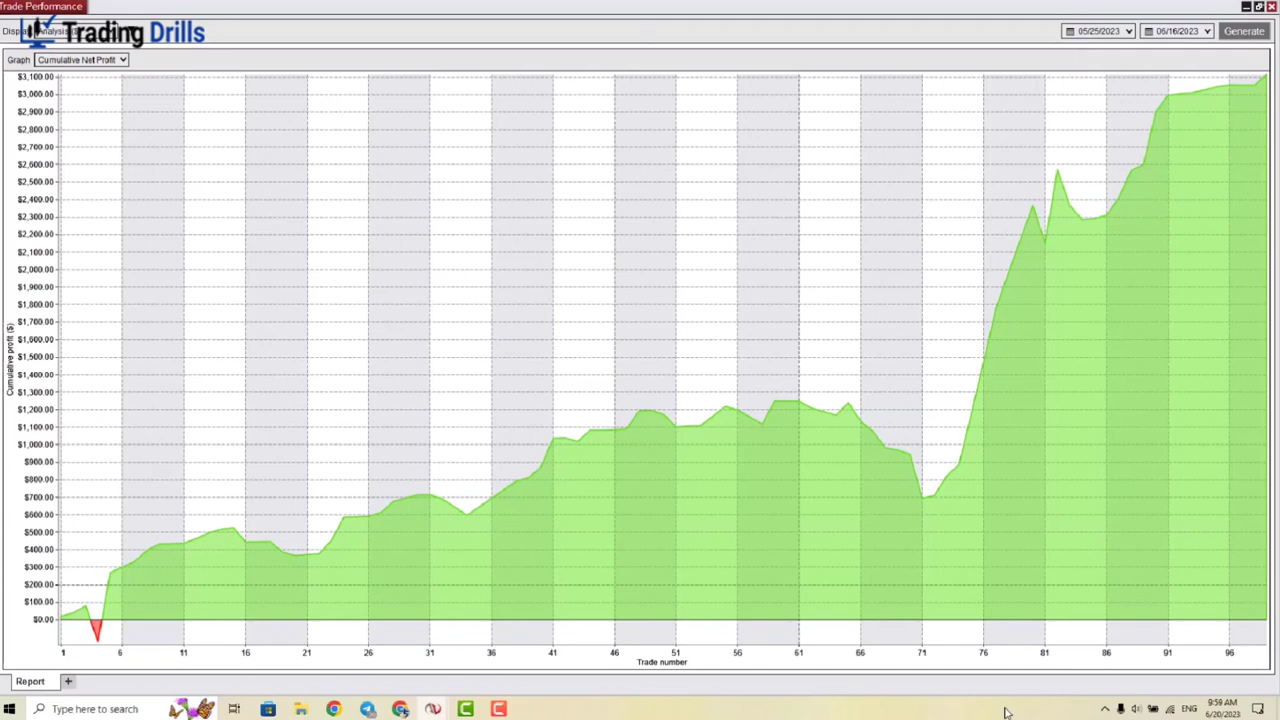 Trade Performance
Trading Drills
Display Analysis
05/25/2023
06/16/2023
Generate
Graph
Cumulative Net Profit
$3,100.00
$3,000.00
$2,900.00
$2,800.00
$2,700.00
$2,600.00
$2,500.00
$2,400.00
$2,300.00
$2,200.00
$2,100.00
$2,000.00
$1,900.00
$1,800.00
$1,700.00
$1,600.00
$1,500.00
$1,400.00
$1,300.00
$1,200.00
$1,100.00
$1,000.00
$900.00
$800.00
$700.00
$600.00
$500.00
$400.00
$300.00
$200.00
$100.00
$0.00
Cumulative profit ($)
1 6 11 16 21 26 31 36 41 46 51 56 61 66 71 76 81 86 91 96
Trade number
Report +
Type here to search
ENG
9:59 AM
6/20/2023